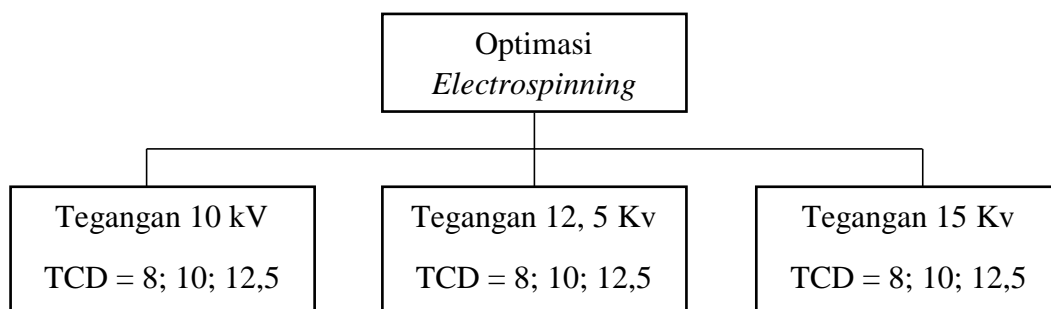 Optimasi
Electrospinning
Tegangan 10 kV
TCD = 8; 10; 12,5
Tegangan 12, 5 Kv
TCD = 8; 10; 12,5
Tegangan 15 Kv
TCD = 8; 10; 12,5